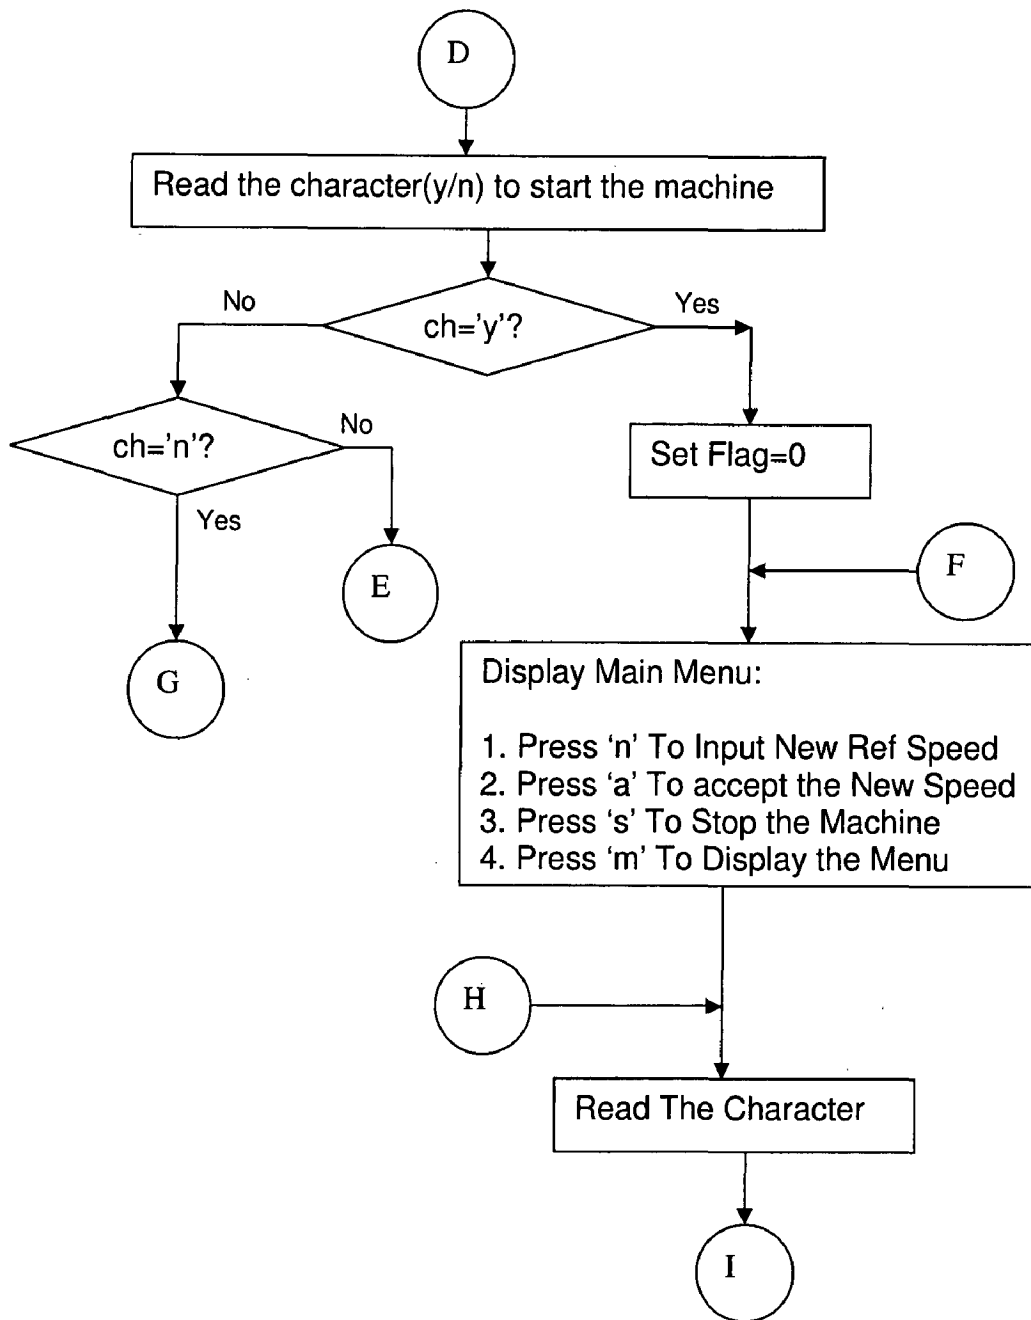 D
Read the character(y/n) to start the machine
No
Yes
ch='y'?
ch='n'?
No
Set Flag=0
Yes
F
E
G
Display Main Menu:
1. Press ‘n’ To Input New Ref Speed
2. Press ‘a’ To accept the New Speed
3. Press ‘s’ To Stop the Machine
4. Press ‘m’ To Display the Menu
H
Read The Character
I